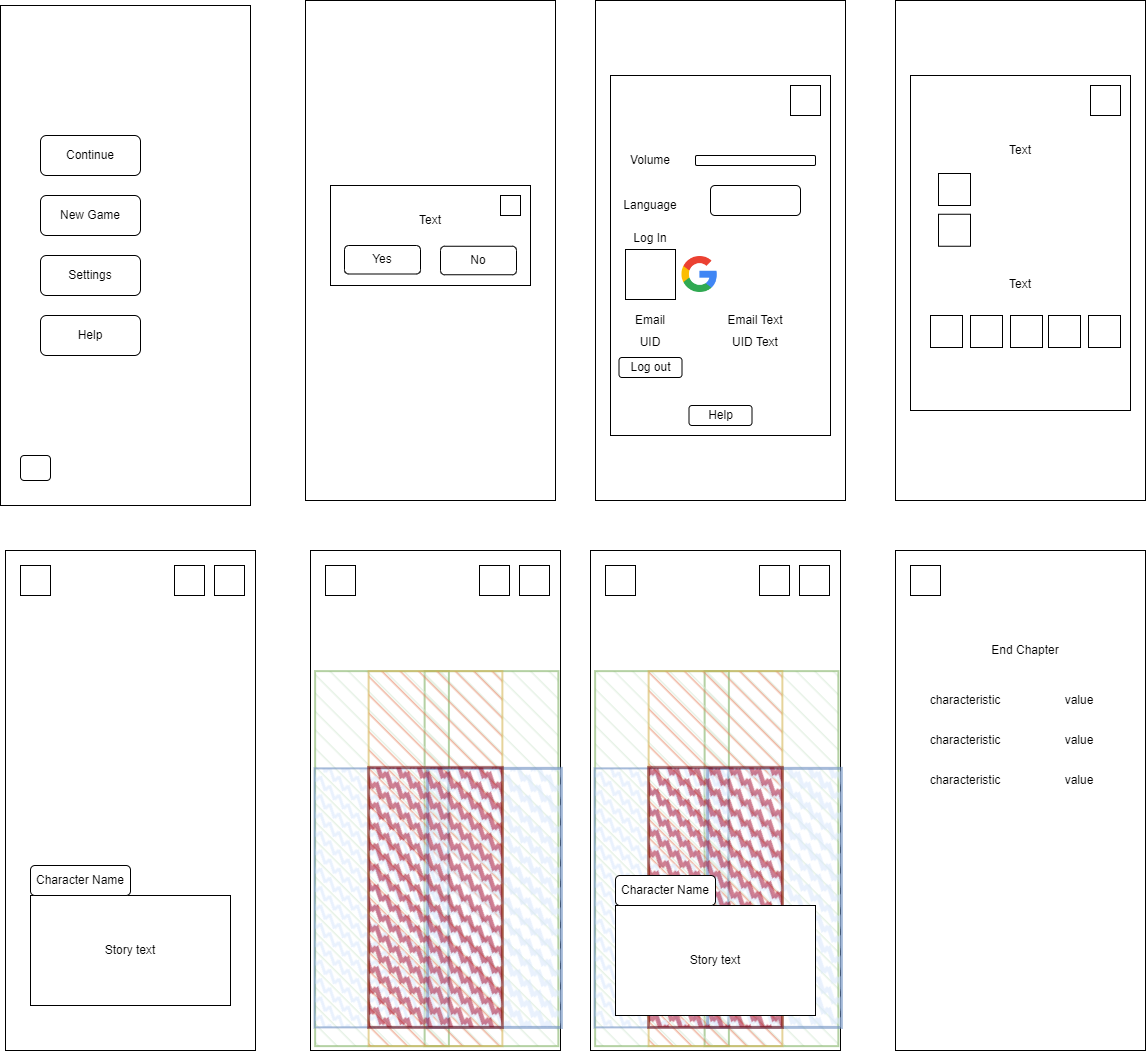 Continue
New Game
Settings
Help
Text
Yes
No
Volume
Language
Log In
Email
Email Text
UID
UID Text
Log out
Help
Text
Text
Character Name
Story text
Character Name
Story text
End Chapter
characteristic
value
characteristic
value
characteristic
value